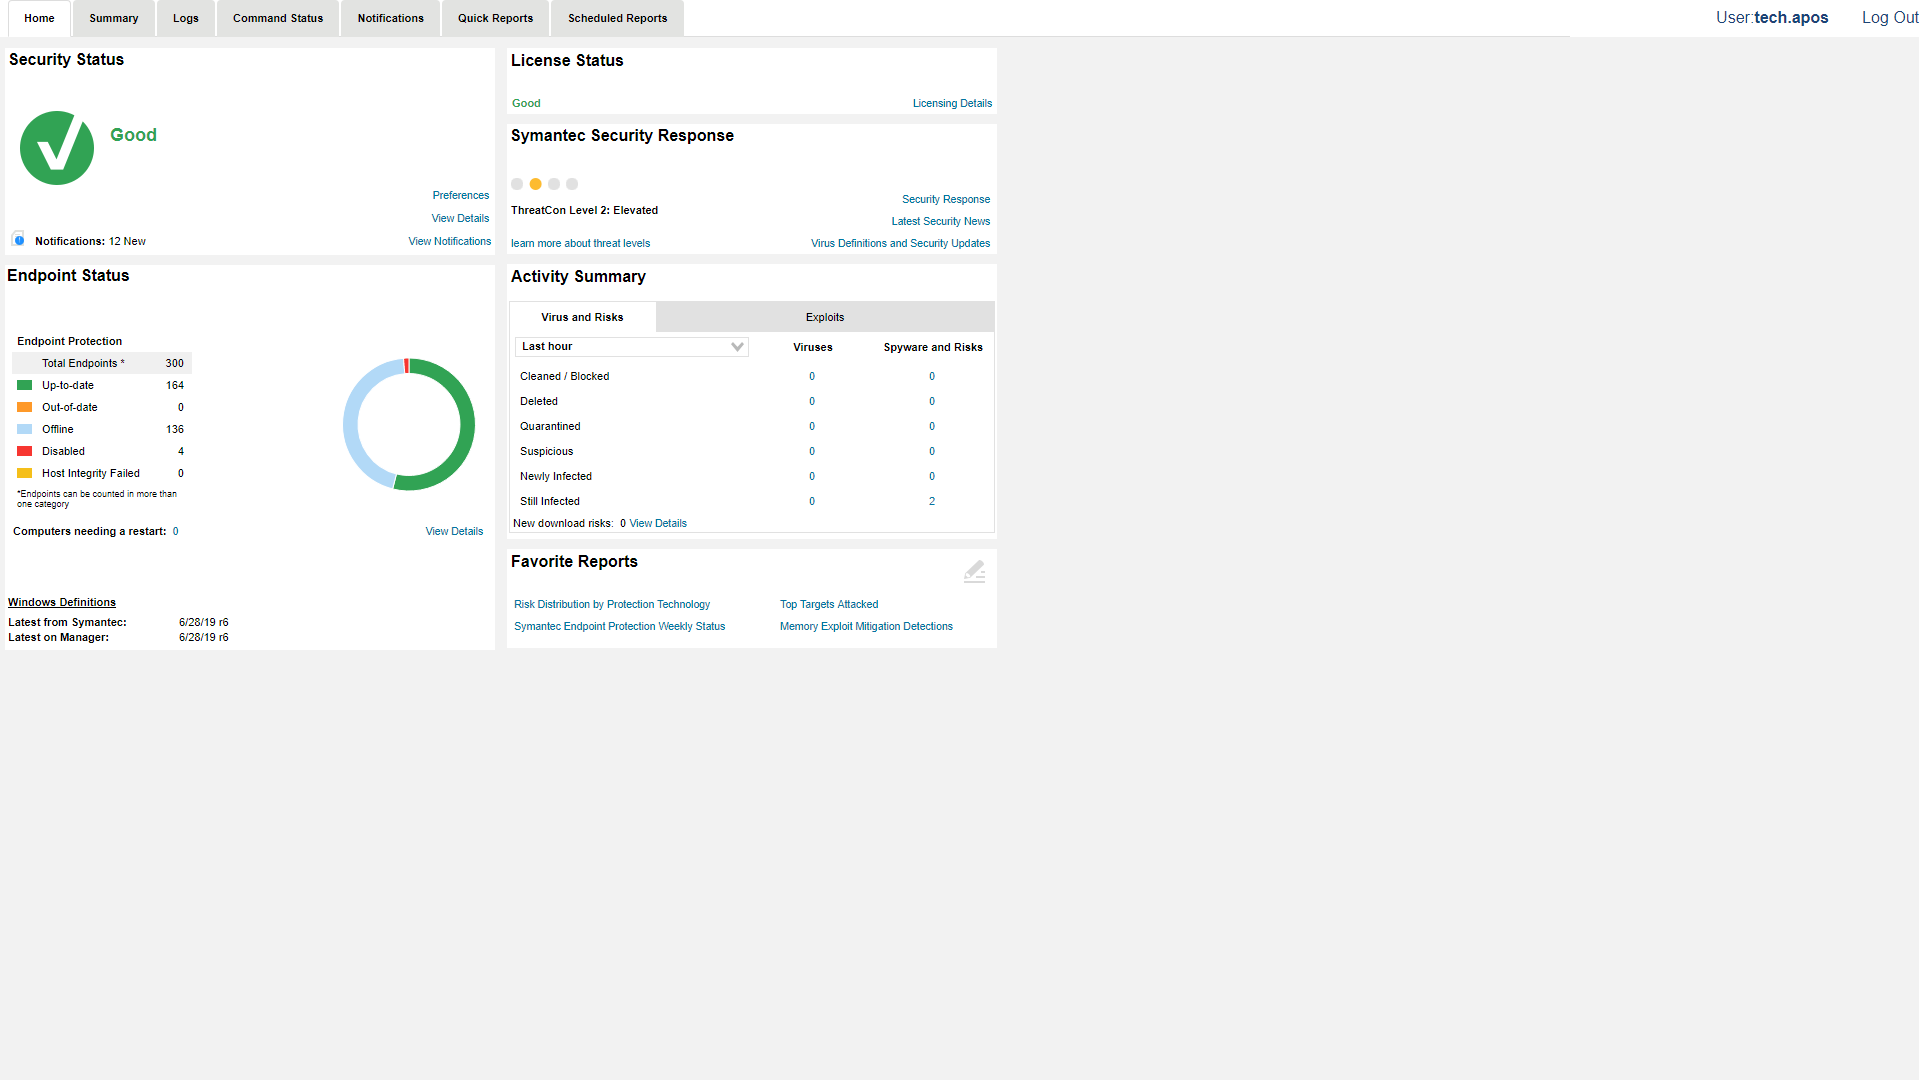 Home Summary Logs Command Status Notifications Quick Reports Scheduled Reports User:tech.apos Log Out
Security Status
Good
Preferences
View Details
Notifications: 12 New View Notifications
Endpoint Status
Endpoint Protection
Total Endpoints * 300
Up-to-date 164
Out-of-date 0
Offline 136
Disabled 4
Host Integrity Failed 0
*Endpoints can be counted in more than
one category
Computers needing a restart: 0 View Details
Windows Definitions
Latest from Symantec: 6/28/19 r6
Latest on Manager: 6/28/19 r6
License Status
Good Licensing Details
Symantec Security Response
Security Response
ThreatCon Level 2: Elevated
Latest Security News
learn more about threat levels Virus Definitions and Security Updates
Activity Summary
Virus and Risks Exploits
Last hour Viruses Spyware and Risks
Cleaned / Blocked 0 0
Deleted 0 0
Quarantined 0 0
Suspicious 0 0
Newly Infected 0 0
Still Infected 0 2
New download risks: 0 View Details
Favorite Reports
Risk Distribution by Protection Technology Top Targets Attacked
Symantec Endpoint Protection Weekly Status Memory Exploit Mitigation Detections